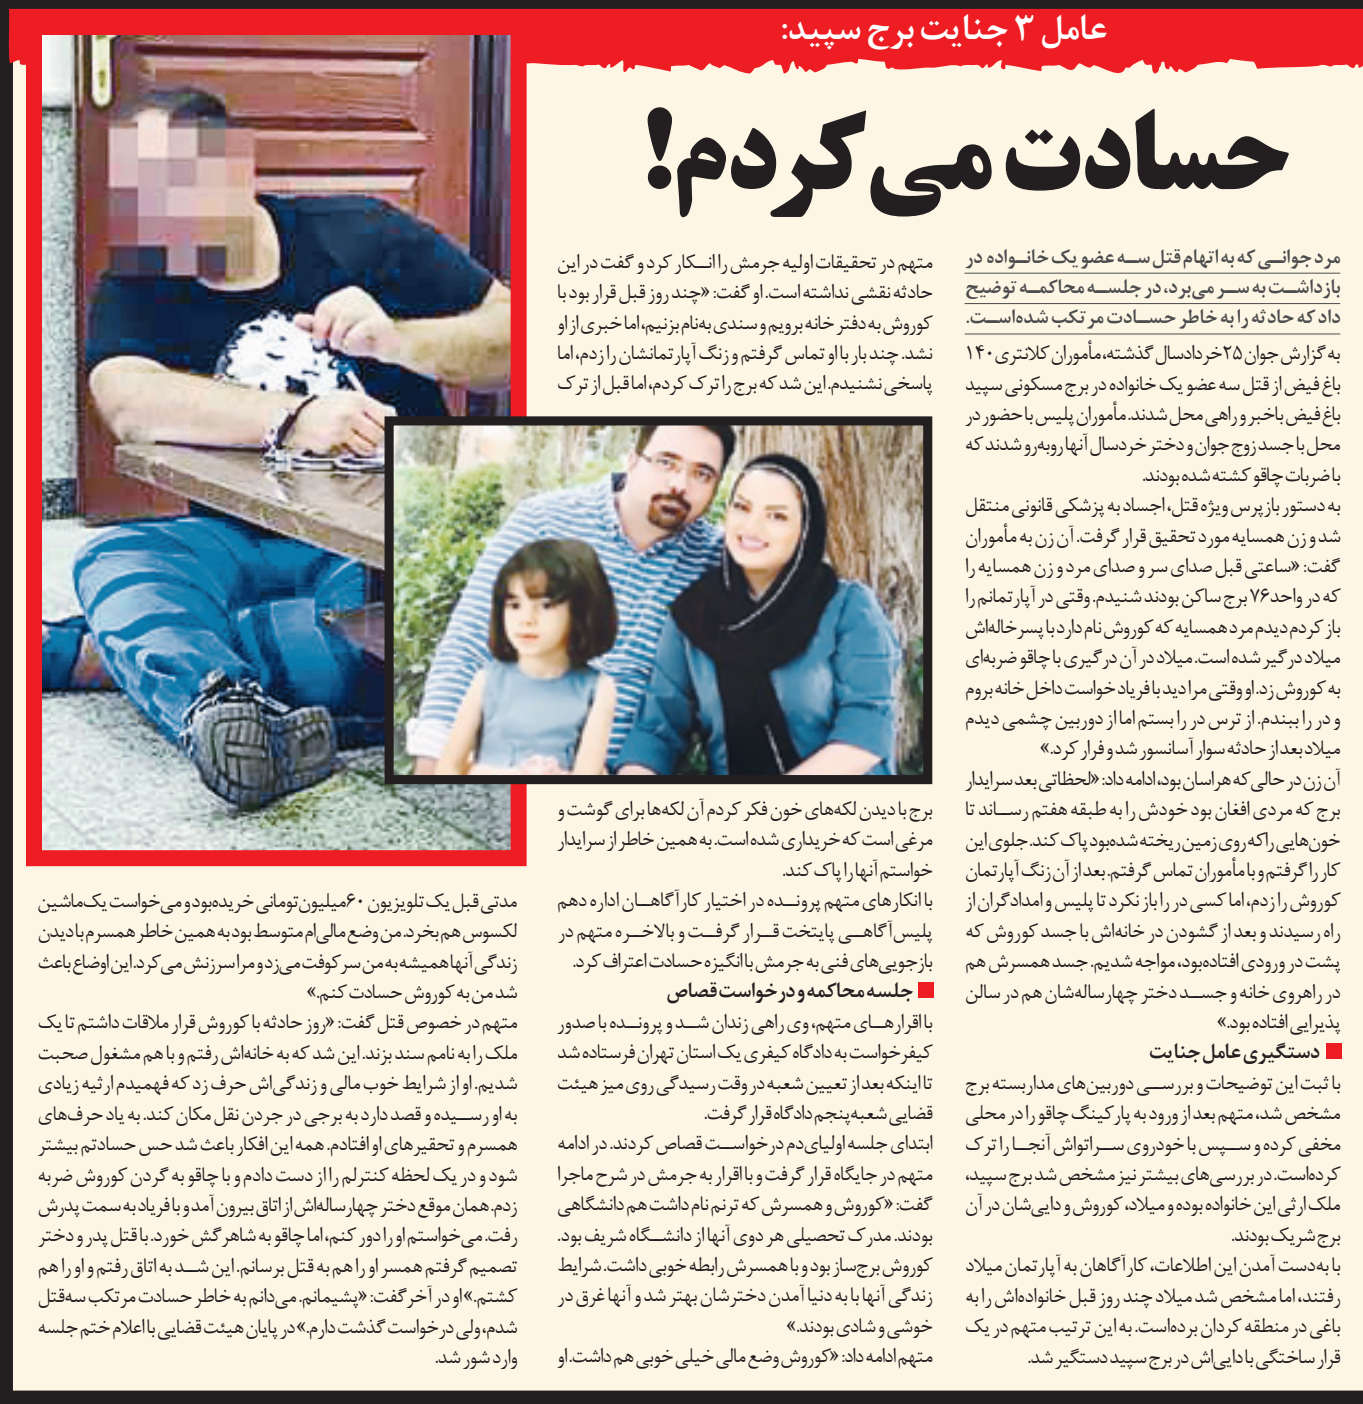 عامل ۳ جنایت برج سپید:
حسادت می‌کردم!
مرد جوانی که به اتهام قتل سه عضو یک خانواده در
بازداشت به سر می‌برد، در جلسه محاکمه توضیح
داد که حادثه را به خاطر حسادت مرتکب شده‌است.
به گزارش جوان ۲۵خردادسال گذشته، مأموران کلانتری ۱۴۰
باغ فیض از قتل سه عضو یک خانواده در برج مسکونی سپید
باغ فیض باخبر و راهی محل شدند. مأموران پلیس با حضور در
محل با جسد زوج جوان و دختر خردسال آنها روبه‌رو شدند که
با ضربات چاقو کشته شده بودند.
به دستور بازپرس ویژه قتل، اجساد به پزشکی قانونی منتقل
شد و زن همسایه مورد تحقیق قرار گرفت. آن زن به مأموران
گفت: «ساعتی قبل صدای سر و صدای مرد و زن همسایه را
که در واحد۷۶ برج ساکن بودند شنیدم. وقتی در آپارتمانم را
باز کردم دیدم مرد همسایه که کوروش نام دارد با پسرخاله‌اش
میلاد درگیر شده است. میلاد در آن درگیری با چاقو ضربه‌ای
به کوروش زد. او وقتی مرا دید با فریاد خواست داخل خانه بروم
و در را ببندم. از ترس در را بستم اما از دوربین چشمی دیدم
میلاد بعد از حادثه سوار آسانسور شد و فرار کرد.»
آن زن در حالی که هراسان بود، ادامه داد: «لحظاتی بعد سرایدار
برج که مردی افغان بود خودش را به طبقه هفتم رساند تا
خون‌هایی را که روی زمین ریخته شده‌بود پاک کند. جلوی این
کار را گرفتم و با مأموران تماس گرفتم. بعد از آن زنگ آپارتمان
کوروش را زدم، اما کسی در را باز نکرد تا پلیس و امدادگران از
راه رسیدند و بعد از گشودن در خانه‌اش با جسد کوروش که
پشت در ورودی افتاده‌بود، مواجه شدیم. جسد همسرش هم
در راهروی خانه و جسد دختر چهارساله‌شان هم در سالن
پذیرایی افتاده بود.»
دستگیری عامل جنایت
با ثبت این توضیحات و بررسی دوربین‌های مداربسته برج
مشخص شد، متهم بعد از ورود به پارکینگ چاقو را در محلی
مخفی کرده و سپس با خودروی سراتواش آنجا را ترک
کرده‌است. در بررسی‌های بیشتر نیز مشخص شد برج سپید،
ملک ارثی این خانواده بوده و میلاد، کوروش و دایی‌شان در آن
برج شریک بودند.
با به‌دست آمدن این اطلاعات، کارآگاهان به آپارتمان میلاد
رفتند، اما مشخص شد میلاد چند روز قبل خانواده‌اش را به
باغی در منطقه کردان برده‌است. به این ترتیب متهم در یک
قرار ساختگی با دایی‌اش در برج سپید دستگیر شد.
متهم در تحقیقات اولیه جرمش را انکار کرد و گفت در این
حادثه نقشی نداشته است. او گفت: «چند روز قبل قرار بود با
کوروش به دفتر خانه برویم و سندی به‌نام بزنیم، اما خبری از او
نشد. چند بار با او تماس گرفتم و زنگ آپارتمانشان را زدم، اما
پاسخی نشنیدم. این شد که برج را ترک کردم، اما قبل از ترک
برج با دیدن لکه‌های خون فکر کردم آن لکه‌ها برای گوشت و
مرغی است که خریداری شده است. به همین خاطر از سرایدار
خواستم آنها را پاک کند.
با انکارهای متهم پرونده در اختیار کارآگاهان اداره دهم
پلیس آگاهی پایتخت قرار گرفت و بالاخره متهم در
بازجویی‌های فنی به جرمش با انگیزه حسادت اعتراف کرد.
جلسه محاکمه و درخواست قصاص
با اقرارهای متهم، وی راهی زندان شد و پرونده با صدور
کیفرخواست به دادگاه کیفری یک استان تهران فرستاده شد
تا اینکه بعد از تعیین شعبه در وقت رسیدگی روی میز هیئت
قضایی شعبه پنجم دادگاه قرار گرفت.
ابتدای جلسه اولیای‌دم درخواست قصاص کردند. در ادامه
متهم در جایگاه قرار گرفت و با اقرار به جرمش در شرح ماجرا
گفت: «کوروش و همسرش که ترنم نام داشت هم دانشگاهی
بودند. مدرک تحصیلی هر دوی آنها از دانشگاه شریف بود.
کوروش برج‌ساز بود و با همسرش رابطه خوبی داشت. شرایط
زندگی آنها با به دنیا آمدن دخترشان بهتر شد و آنها غرق در
خوشی و شادی بودند.»
متهم ادامه داد: «کوروش وضع مالی خیلی خوبی هم داشت. او
مدتی قبل یک تلویزیون ۶۰میلیون تومانی خریده‌بود و می‌خواست یک‌ماشین
لکسوس هم بخرد. من وضع مالی‌ام متوسط بود به همین خاطر همسرم با دیدن
زندگی آنها همیشه به من سرکوفت می‌زد و مرا سرزنش می‌کرد. این اوضاع باعث
شد من به کوروش حسادت کنم.»
متهم در خصوص قتل گفت: «روز حادثه با کوروش قرار ملاقات داشتم تا یک
ملک را به نامم سند بزند. این شد که به خانه‌اش رفتم و با هم مشغول صحبت
شدیم. او از شرایط خوب مالی و زندگی‌اش حرف زد که فهمیدم ارثیه زیادی
به او رسیده و قصد دارد به برجی در جردن نقل مکان کند. به یاد حرف‌های
همسرم و تحقیرهای او افتادم. همه این افکار باعث شد حس حسادتم بیشتر
شود و در یک لحظه کنترلم را از دست دادم و با چاقو به گردن کوروش ضربه
زدم. همان موقع دختر چهارساله‌اش از اتاق بیرون آمد و با فریاد به سمت پدرش
رفت. می‌خواستم او را دور کنم، اما چاقو به شاهرگش خورد. با قتل پدر و دختر
تصمیم گرفتم همسر او را هم به قتل برسانم. این شد به اتاق رفتم و او را هم
کشتم.» او در آخر گفت: «پشیمانم. می‌دانم به خاطر حسادت مرتکب سه‌قتل
شدم، ولی درخواست گذشت دارم.» در پایان هیئت قضایی با اعلام ختم جلسه
وارد شور شد.